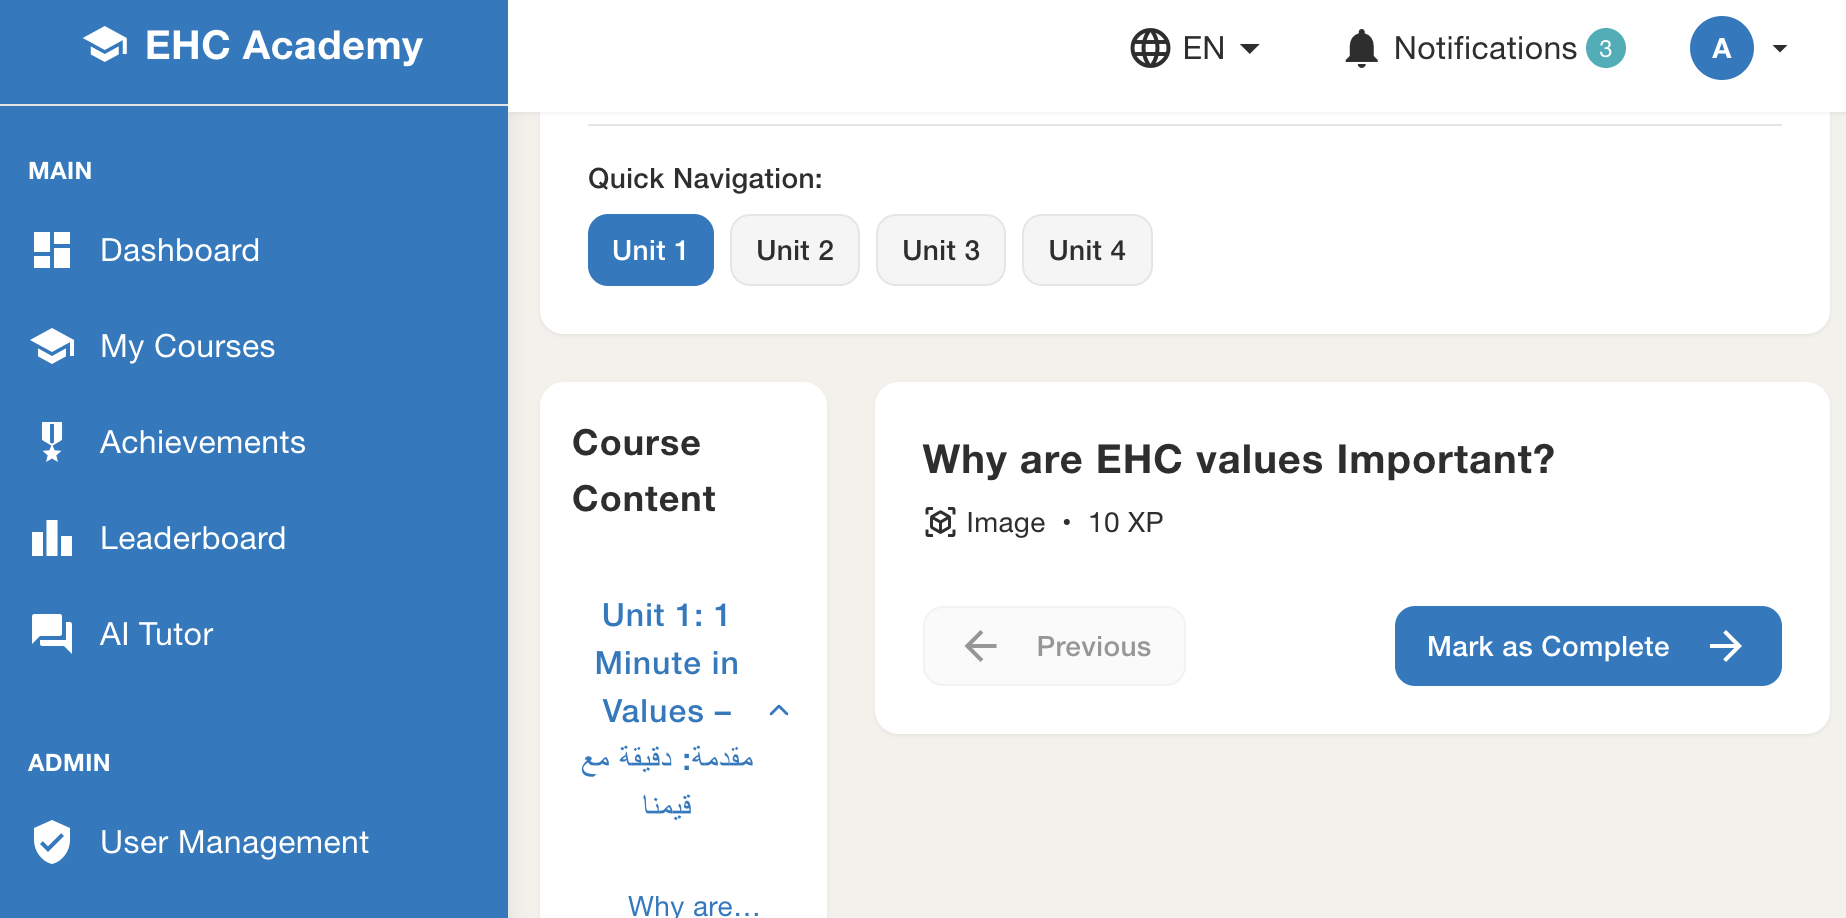 EHC Academy
EN
Notifications 3
A
MAIN
Dashboard
My Courses
Achievements
Leaderboard
AI Tutor
ADMIN
User Management
Quick Navigation:
Unit 1
Unit 2
Unit 3
Unit 4
Course
Content
Unit 1: 1
Minute in
Values –
مقدمة: دقيقة مع
قيمنا
Why are...
Why are EHC values Important?
Image • 10 XP
Previous
Mark as Complete